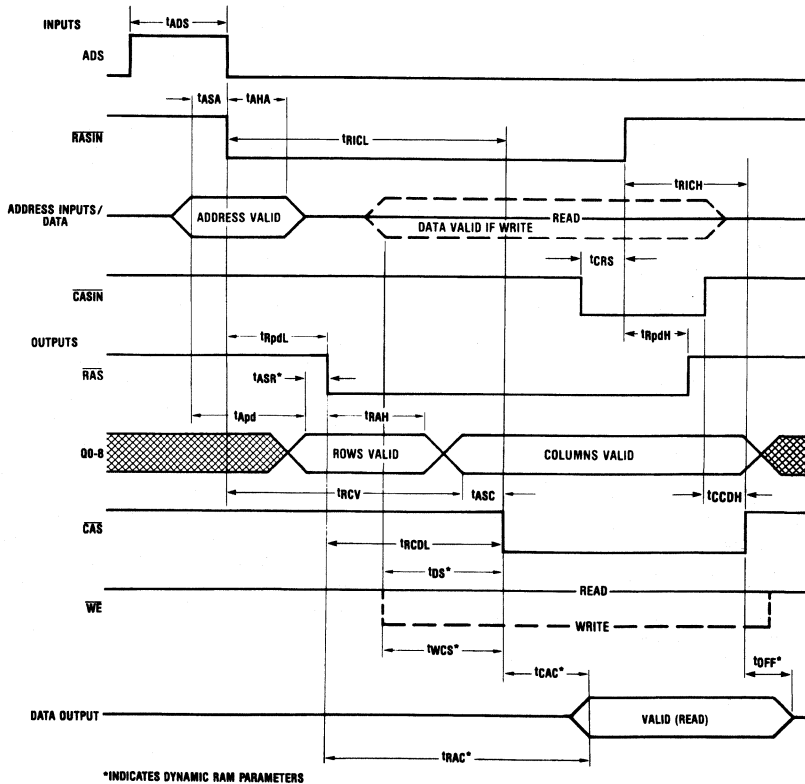 INPUTS
tADS
ADS
tASA
tAHA
RASIN
tRICL
tRICH
ADDRESS INPUTS/
DATA
ADDRESS VALID
READ
DATA VALID IF WRITE
tCRS
CASIN
tRpdL
tRpdH
OUTPUTS
RAS
tASR*
tApd
tRAH
Q0-8
ROWS VALID
COLUMNS VALID
tRCV
tASC
tCCDH
CAS
tRCDL
tDS*
WE
READ
WRITE
tWCS*
tCAC*
tOFF*
DATA OUTPUT
VALID (READ)
tRAC*
*INDICATES DYNAMIC RAM PARAMETERS